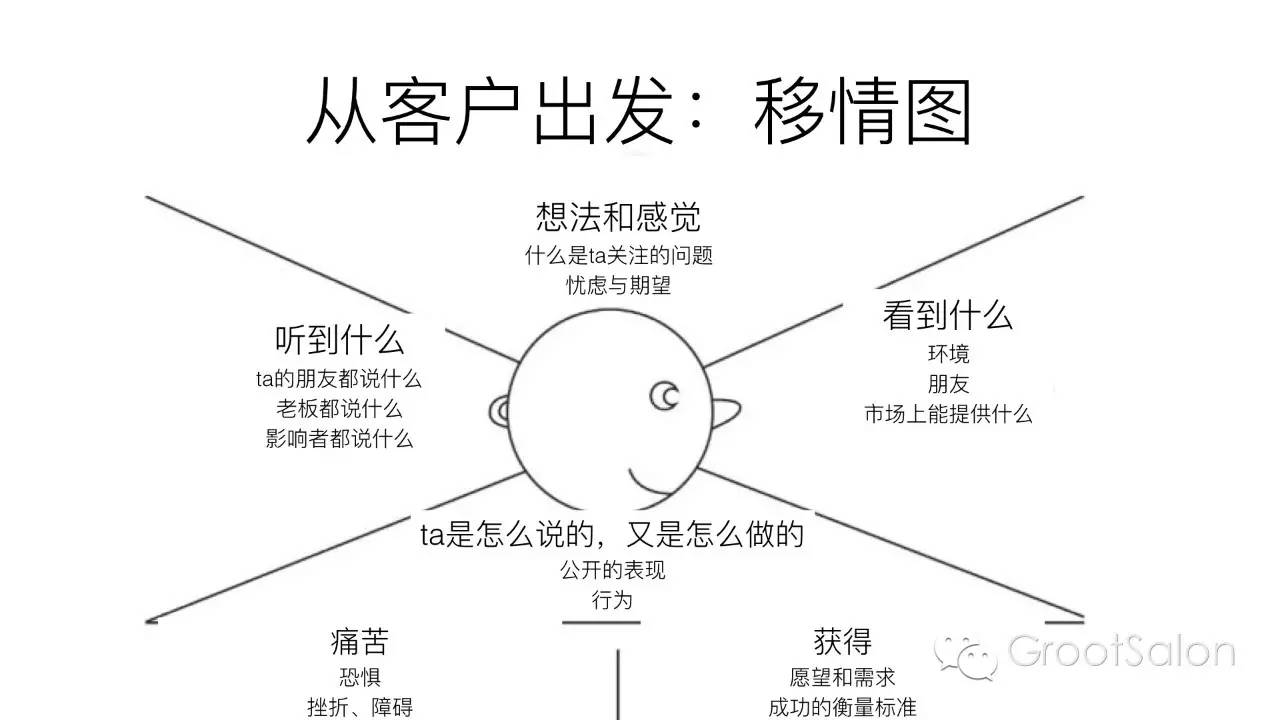 从客户出发：移情图
想法和感觉
什么是ta关注的问题
忧虑与期望
听到什么
ta的朋友都说什么
老板都说什么
影响者都说什么
看到什么
环境
朋友
市场上能提供什么
ta是怎么说的，又是怎么做的
公开的表现
行为
痛苦
恐惧
挫折、障碍
获得
愿望和需求
成功的衡量标准
GrootSalon